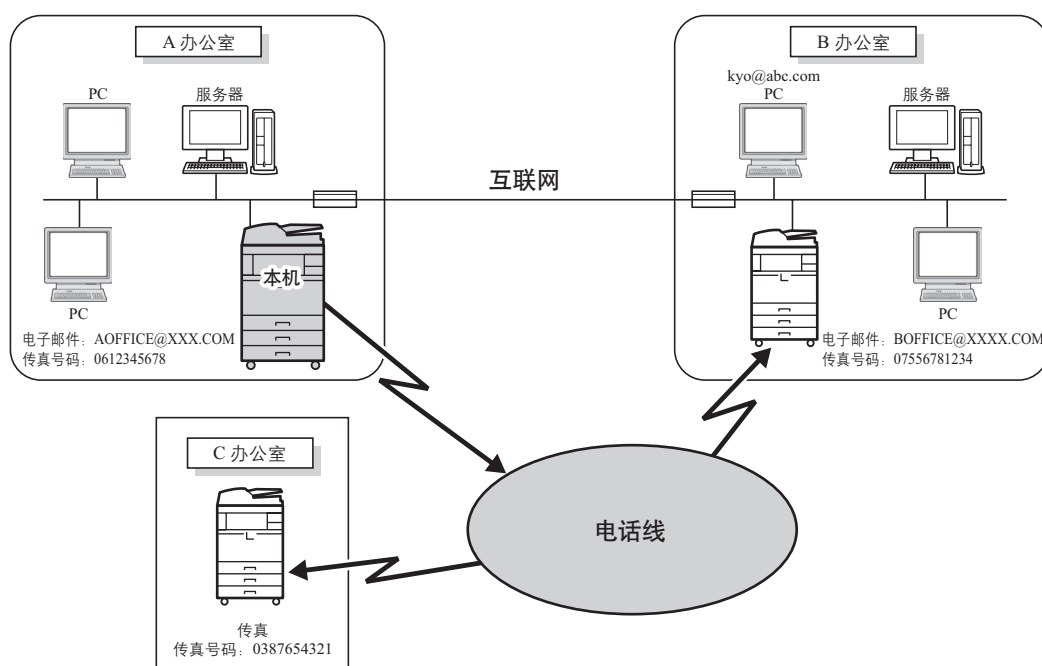 A 办公室
PC
服务器
本机
PC
电子邮件：AOFFICE@XXX.COM
传真号码：0612345678
互联网
B 办公室
kyo@abc.com
PC
服务器
PC
电子邮件：BOFFICE@XXXX.COM
传真号码：07556781234
C 办公室
传真
传真号码：0387654321
电话线